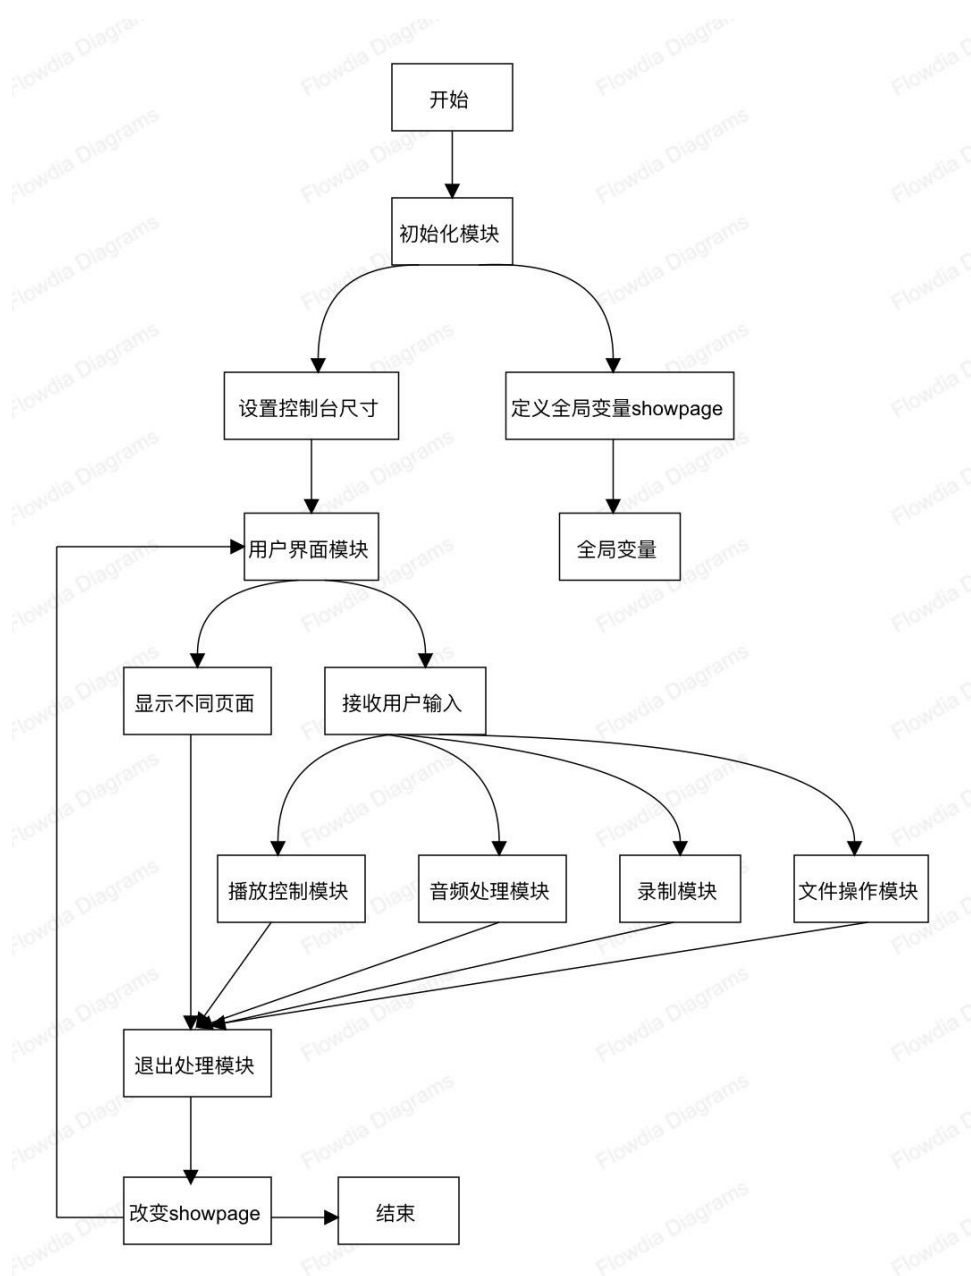 开始
初始化模块
设置控制台尺寸
定义全局变量showpage
用户界面模块
全局变量
显示不同页面
接收用户输入
播放控制模块
音频处理模块
录制模块
文件操作模块
退出处理模块
改变showpage
结束
Flowdia Diagrams